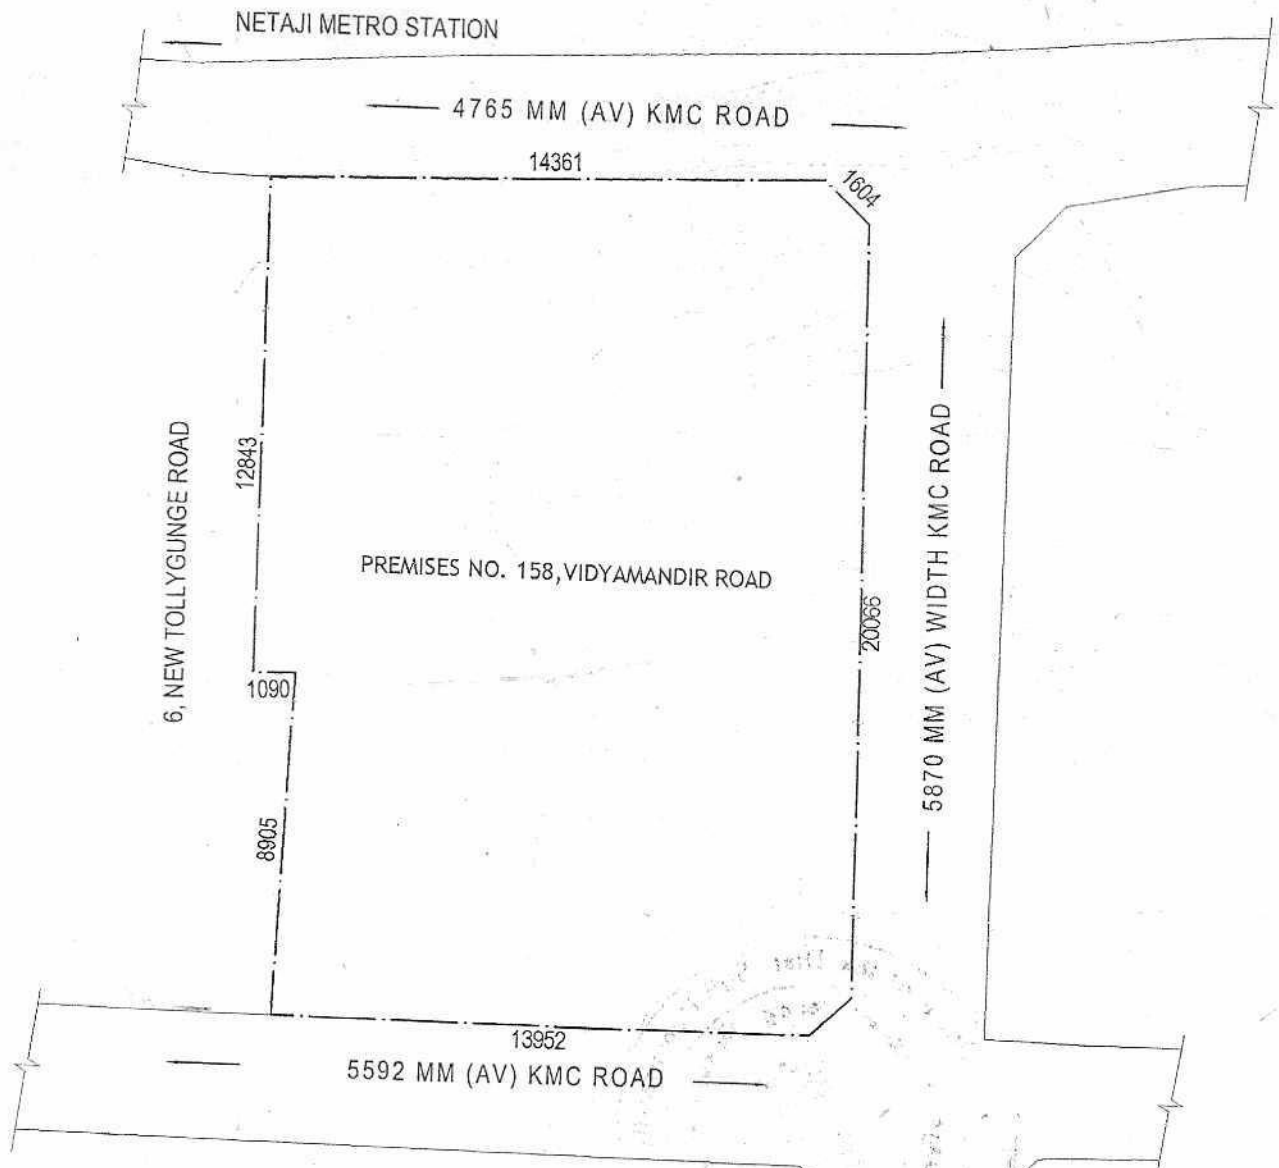 NETAJI METRO STATION
4765 MM (AV) KMC ROAD
14361
1604
12843
6, NEW TOLLYGUNGE ROAD
PREMISES NO. 158, VIDYAMANDIR ROAD
5870 MM (AV) WIDTH KMC ROAD
20066
1090
8905
13952
5592 MM (AV) KMC ROAD